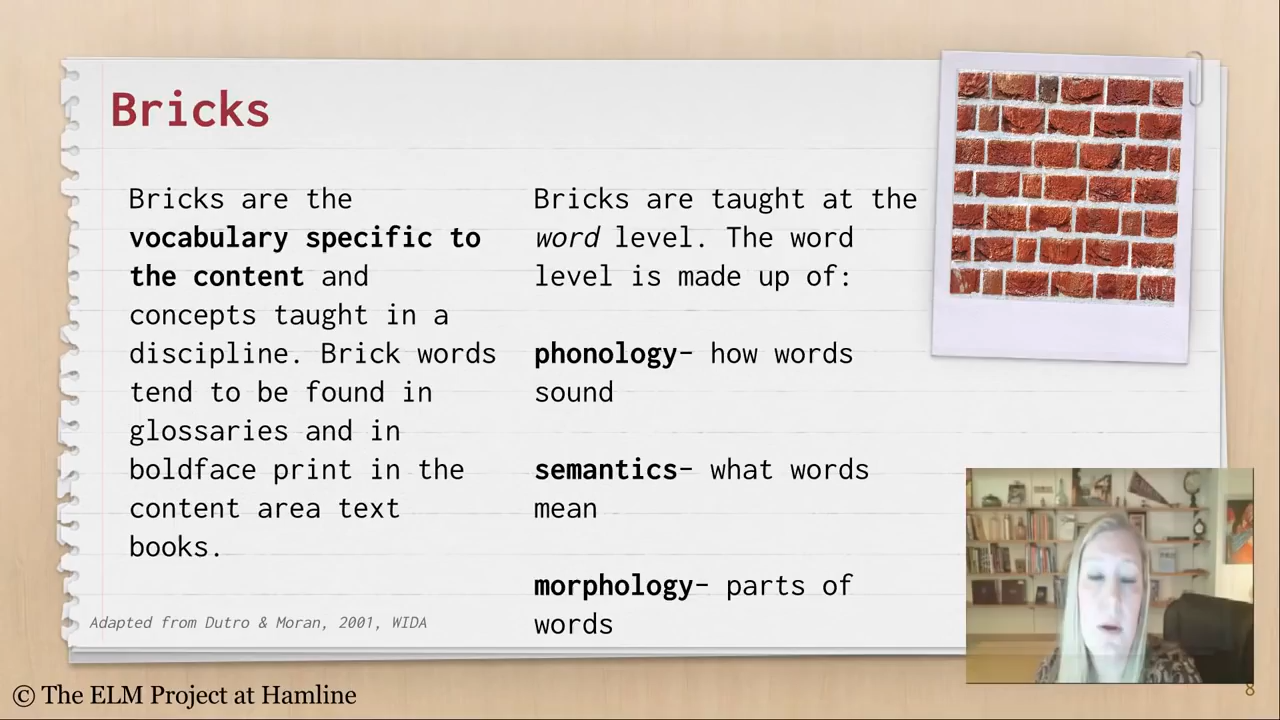 Bricks
Bricks are the
vocabulary specific to
the content and
concepts taught in a
discipline. Brick words
tend to be found in
glossaries and in
boldface print in the
content area text
books.
Bricks are taught at the
word level. The word
level is made up of:
phonology- how words
sound
semantics- what words
mean
morphology- parts of
words
Adapted from Dutro & Moran, 2001, WIDA
© The ELM Project at Hamline
8